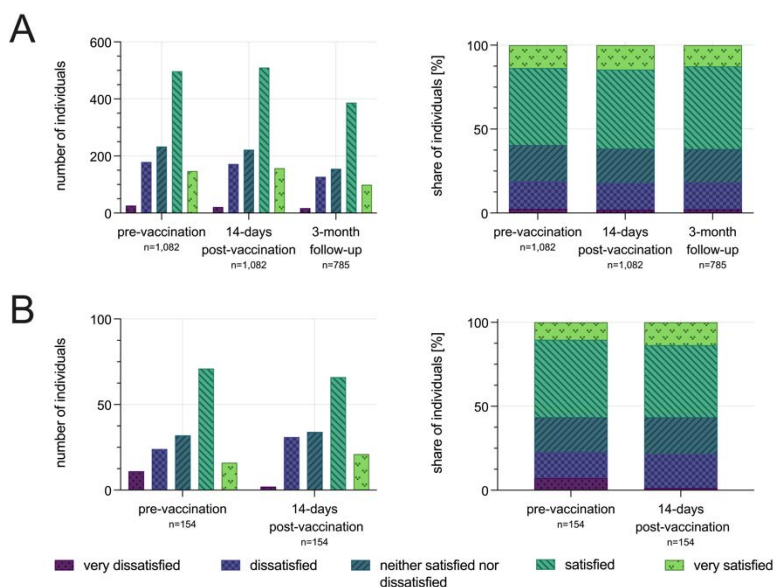 A
number of individuals
600
400
200
0
pre-vaccination
n=1,082
14-days
post-vaccination
n=1,082
3-month
follow-up
n=785
share of individuals [%]
100
50
0
pre-vaccination
n=1,082
14-days
post-vaccination
n=1,082
3-month
follow-up
n=785
B
number of individuals
100
50
0
pre-vaccination
n=154
14-days
post-vaccination
n=154
share of individuals [%]
100
50
0
pre-vaccination
n=154
14-days
post-vaccination
n=154
very dissatisfied
dissatisfied
neither satisfied nor
dissatisfied
satisfied
very satisfied